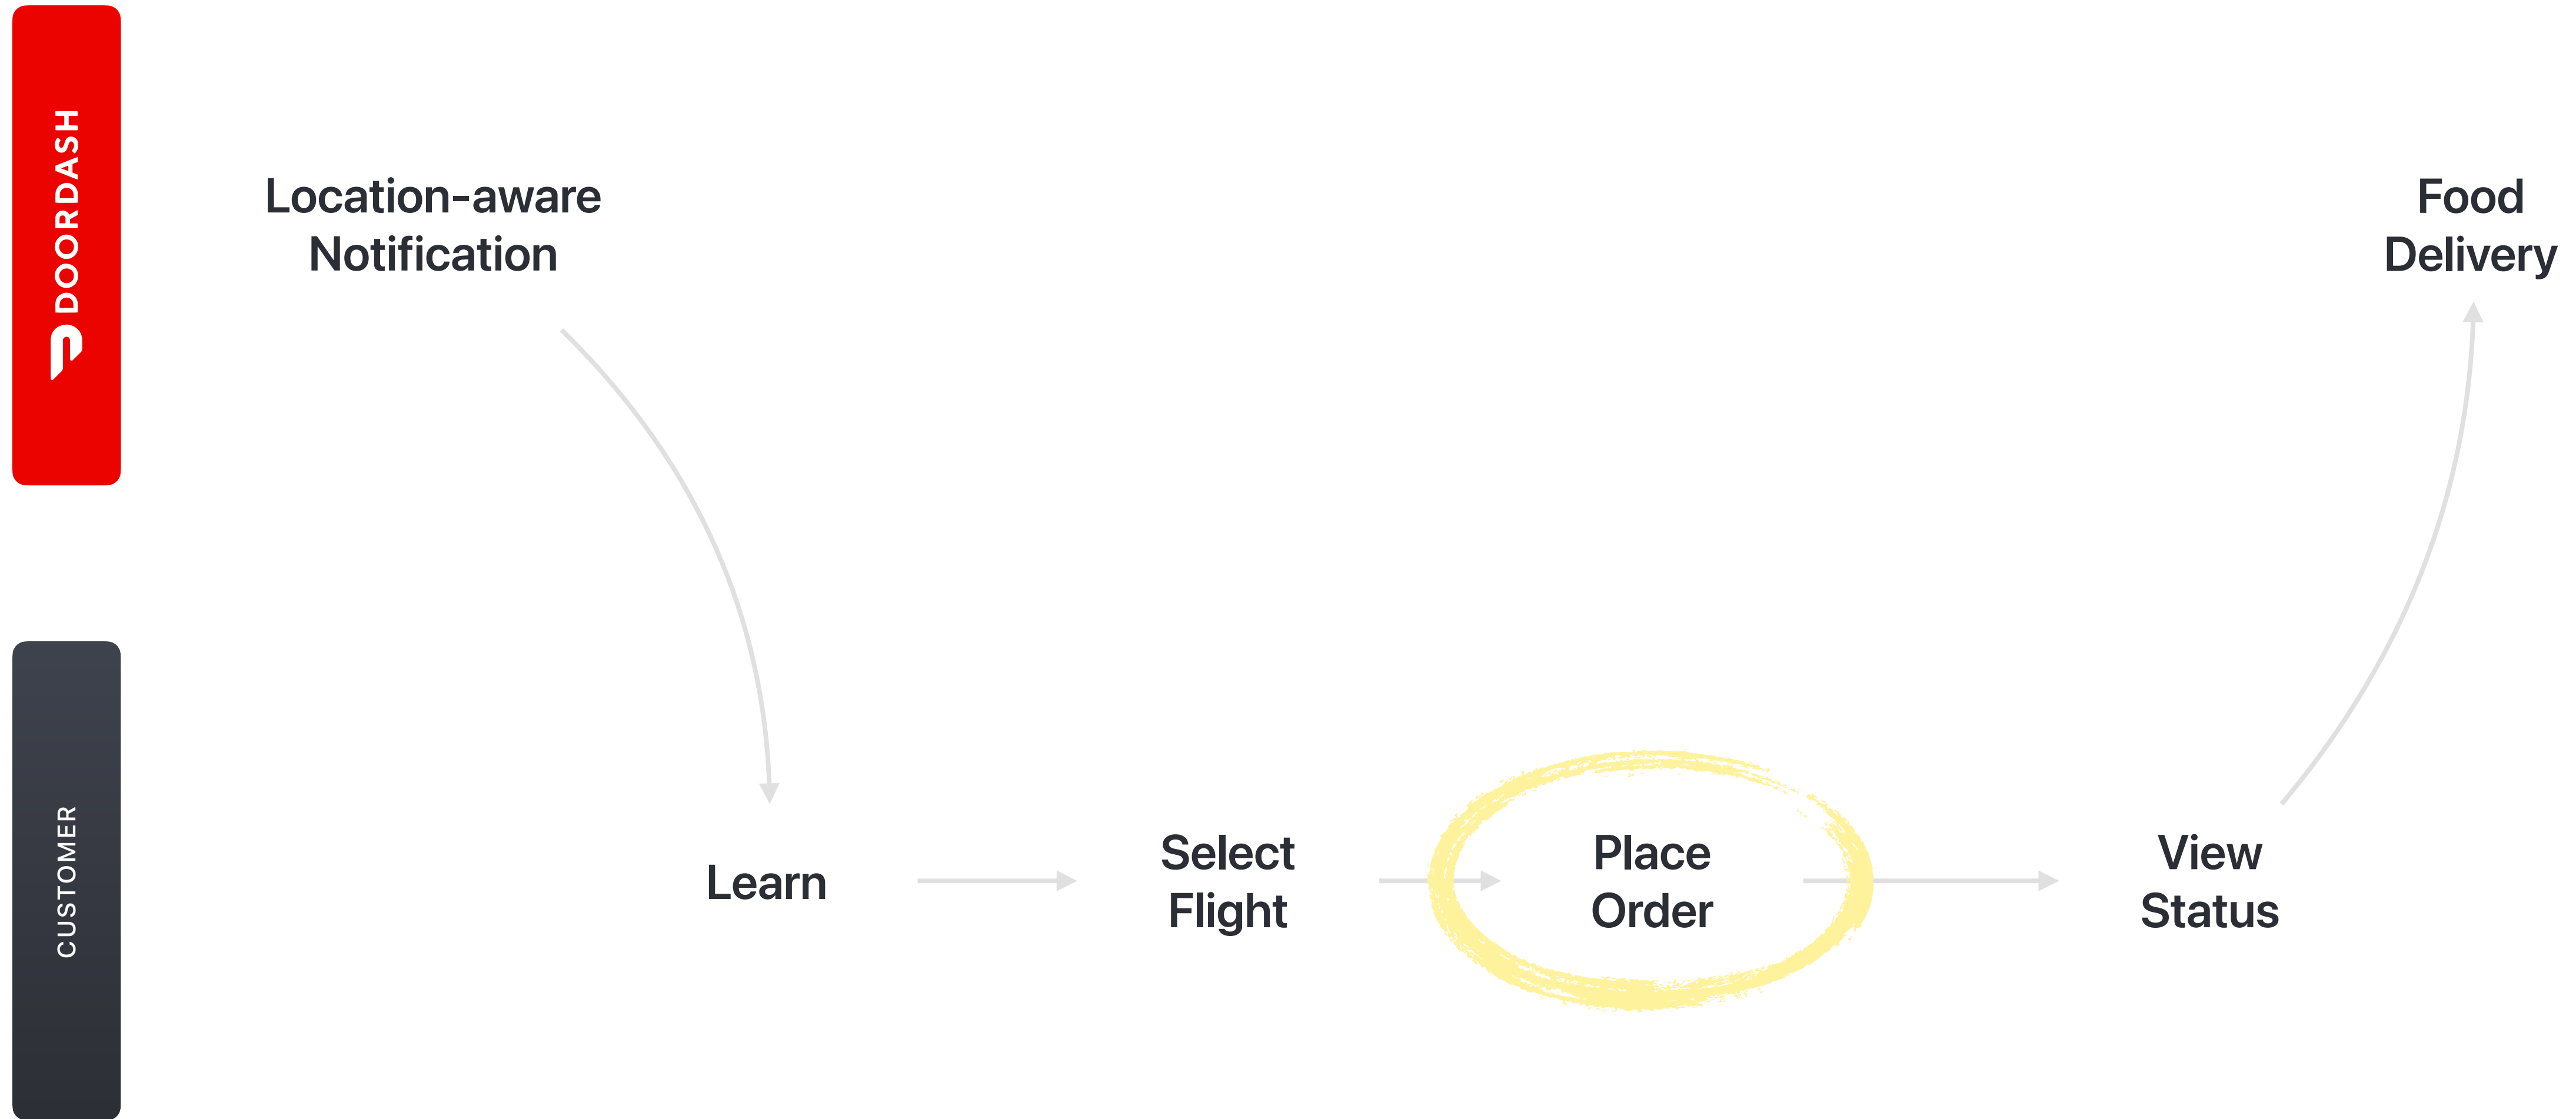 DOORDASH
Location-aware
Notification
Food
Delivery
CUSTOMER
Learn
Select
Flight
Place
Order
View
Status